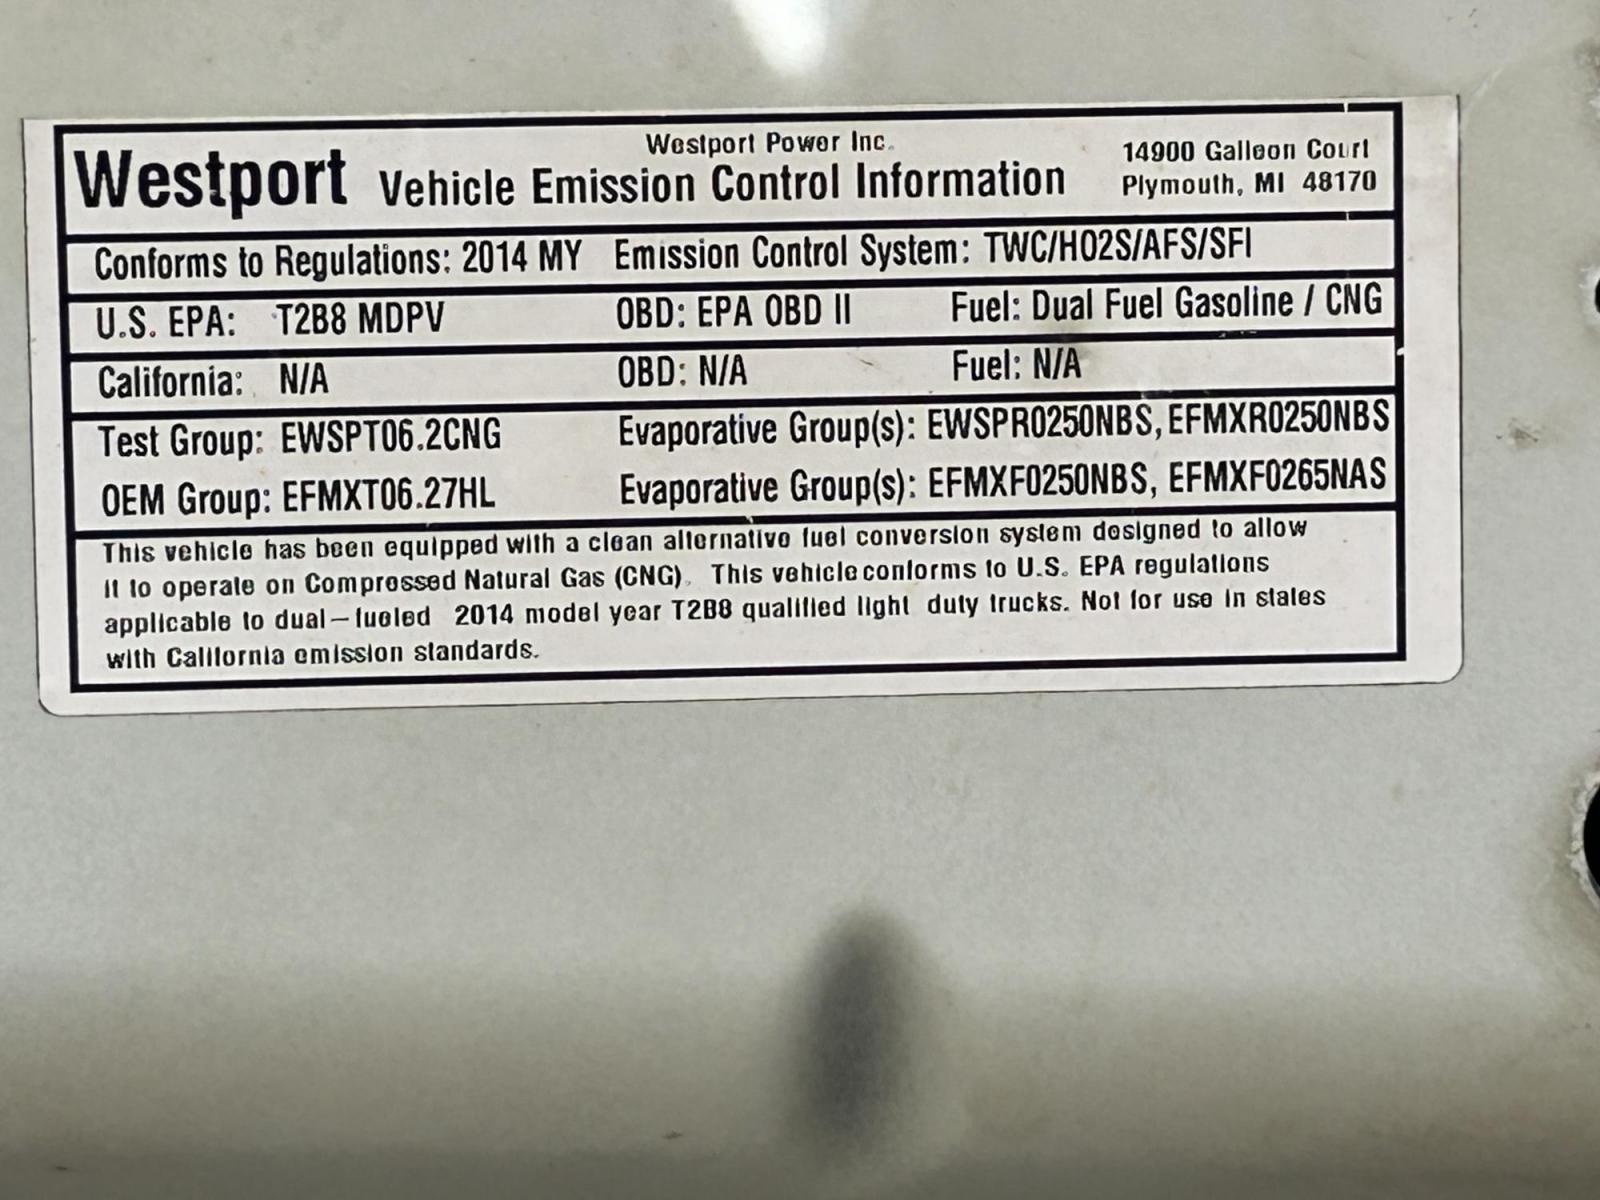 Westport Power Inc.
Westport Vehicle Emission Control Information
14900 Galleon Court
Plymouth, MI 48170
Conforms to Regulations: 2014 MY Emission Control System: TWC/HO2S/AFS/SFI
U.S. EPA: T2B8 MDPV OBD: EPA OBD II Fuel: Dual Fuel Gasoline / CNG
California: N/A OBD: N/A Fuel: N/A
Test Group: EWSPT06.2CNG Evaporative Group(s): EWSPR0250NBS, EFMXR0250NBS
OEM Group: EFMXT06.27HL Evaporative Group(s): EFMXF0250NBS, EFMXF0265NAS
This vehicle has been equipped with a clean alternative fuel conversion system designed to allow
it to operate on Compressed Natural Gas (CNG). This vehicle conforms to U.S. EPA regulations
applicable to dual-fueled 2014 model year T2B8 qualified light duty trucks. Not for use in states
with California emission standards.